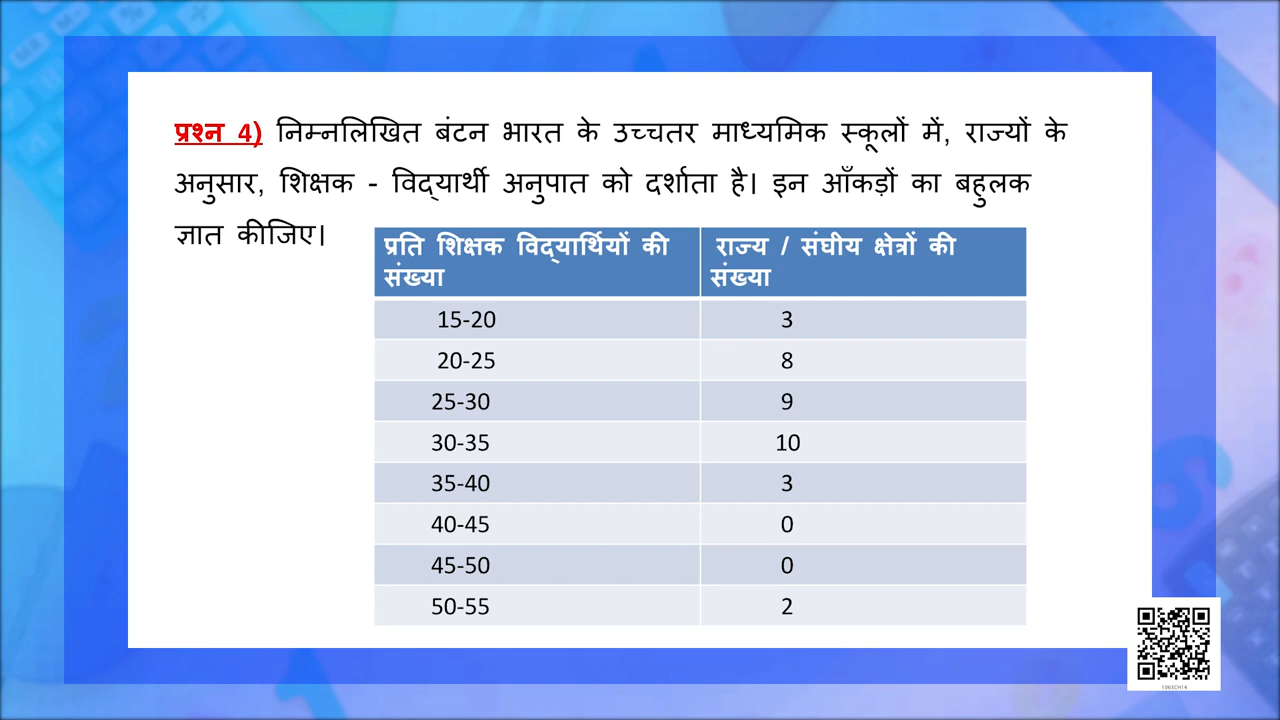 प्रश्न 4) निम्नलिखित बंटन भारत के उच्चतर माध्यमिक स्कूलों में, राज्यों के
अनुसार, शिक्षक - विद्यार्थी अनुपात को दर्शाता है। इन आँकड़ों का बहुलक
ज्ञात कीजिए।
प्रति शिक्षक विद्यार्थियों की संख्या राज्य / संघीय क्षेत्रों की संख्या
15-20 3
20-25 8
25-30 9
30-35 10
35-40 3
40-45 0
45-50 0
50-55 2
1063CH14